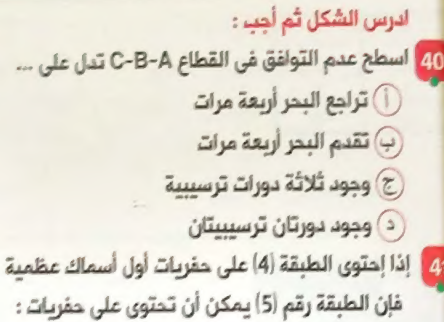 ادرس الشكل ثم أجب :
40 اسطح عدم التوافق فى القطاع C-B-A تدل على ...
أ تراجع البحر أربعة مرات
ب تقدم البحر أربعة مرات
ج وجود ثلاثة دورات ترسيبية
د وجود دورتان ترسيبيتان
4 إذا إحتوى الطبقة (4) على حفريات أول أسماك عظمية
فإن الطبقة رقم (5) يمكن أن تحتوى على حفريات :